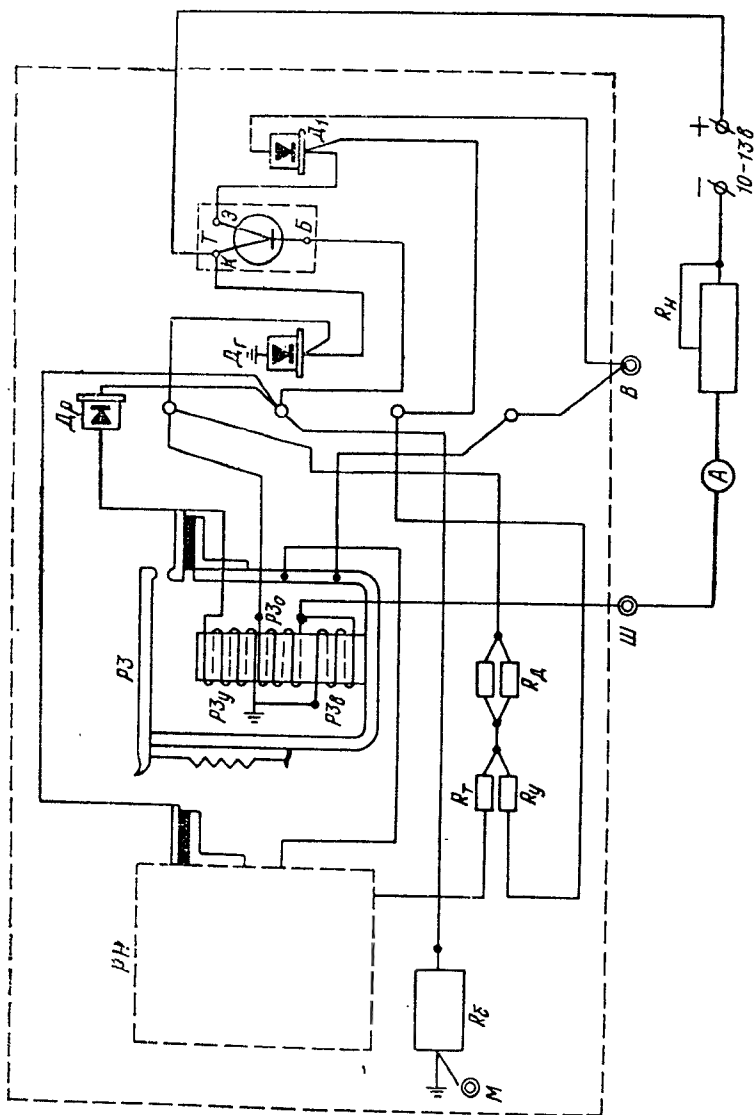 Т
К
Э
Б
Д1
ДГ
ДР
РЗ
РЗу
РЗо
РЗв
РН
Rт
Rу
Rд
Rб
М
Ш
В
А
Rн
−
+
10-13В